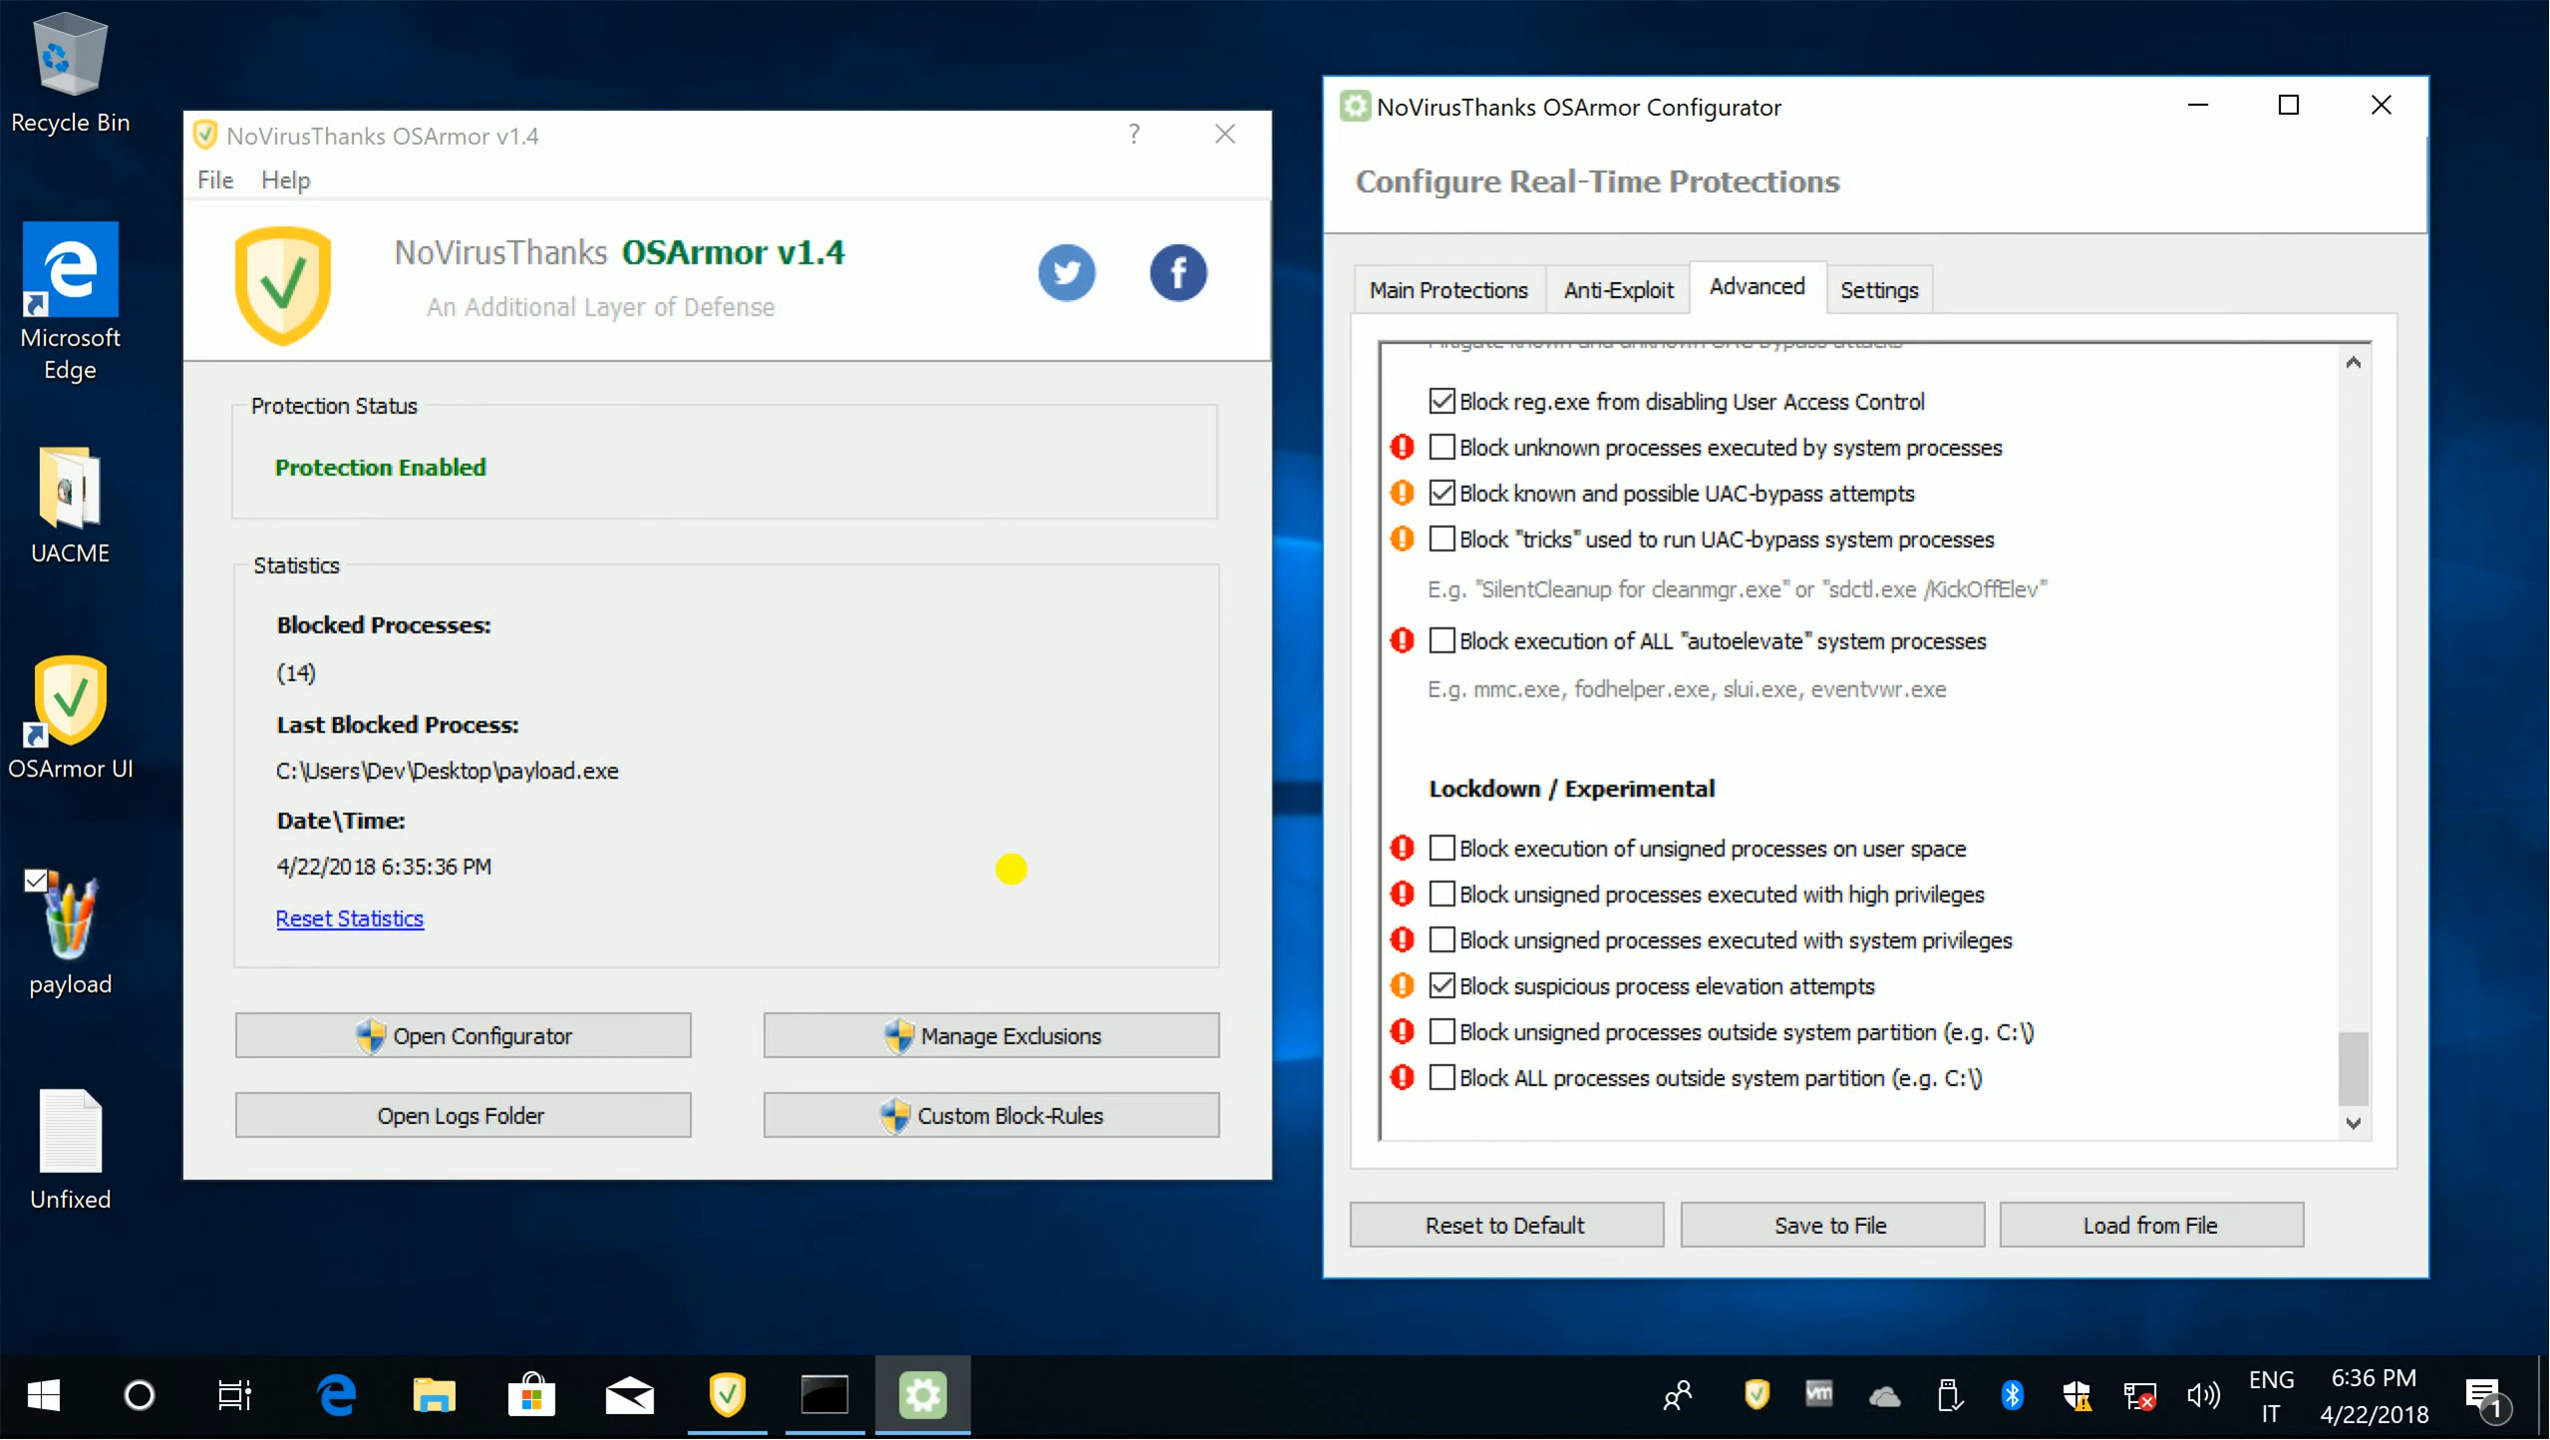 Recycle Bin
Microsoft
Edge
UACME
OSArmor UI
payload
Unfixed
NoVirusThanks OSArmor v1.4
?
File Help
NoVirusThanks OSArmor v1.4
An Additional Layer of Defense
Protection Status
Protection Enabled
Statistics
Blocked Processes:
(14)
Last Blocked Process:
C:\Users\Dev\Desktop\payload.exe
Date\Time:
4/22/2018 6:35:36 PM
Reset Statistics
Open Configurator
Manage Exclusions
Open Logs Folder
Custom Block-Rules
NoVirusThanks OSArmor Configurator
Configure Real-Time Protections
Main Protections
Anti-Exploit
Advanced
Settings
Mitigate known and unknown UAC bypass attacks
Block reg.exe from disabling User Access Control
Block unknown processes executed by system processes
Block known and possible UAC-bypass attempts
Block "tricks" used to run UAC-bypass system processes
E.g. "SilentCleanup for cleanmgr.exe" or "sdctl.exe /KickOffElev"
Block execution of ALL "autoelevate" system processes
E.g. mmc.exe, fodhelper.exe, slui.exe, eventvwr.exe
Lockdown / Experimental
Block execution of unsigned processes on user space
Block unsigned processes executed with high privileges
Block unsigned processes executed with system privileges
Block suspicious process elevation attempts
Block unsigned processes outside system partition (e.g. C:\)
Block ALL processes outside system partition (e.g. C:\)
Reset to Default
Save to File
Load from File
vm
ENG
IT
6:36 PM
4/22/2018
1